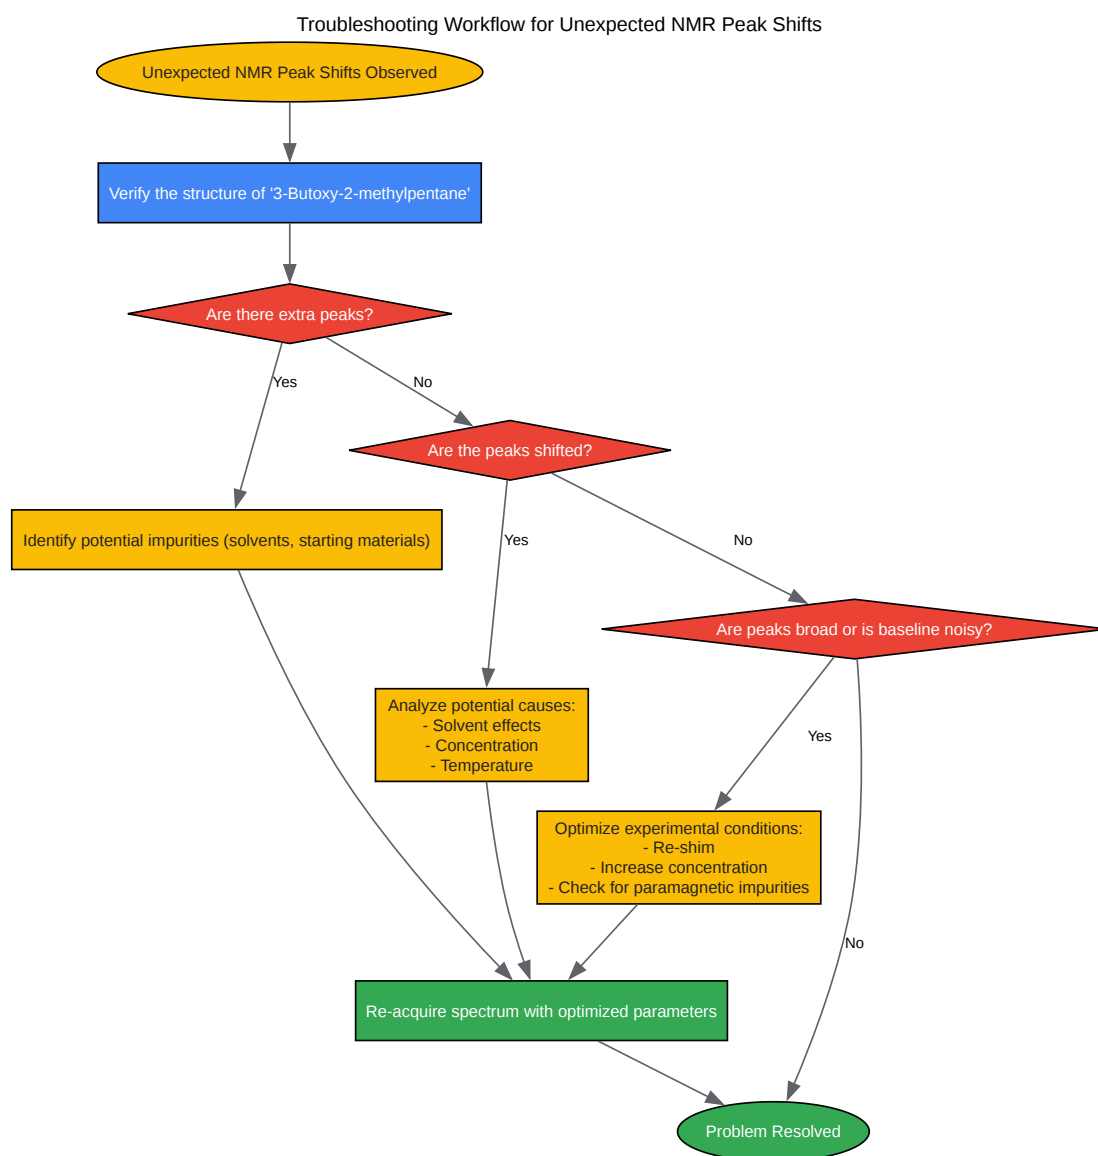 Troubleshooting Workflow for Unexpected NMR Peak Shifts
Unexpected NMR Peak Shifts Observed
Verify the structure of '3-Butoxy-2-methylpentane'
Are there extra peaks?
Yes
No
Are the peaks shifted?
Identify potential impurities (solvents, starting materials)
Yes
No
Are peaks broad or is baseline noisy?
Analyze potential causes:
- Solvent effects
- Concentration
- Temperature
Yes
Optimize experimental conditions:
- Re-shim
- Increase concentration
- Check for paramagnetic impurities
No
Re-acquire spectrum with optimized parameters
Problem Resolved